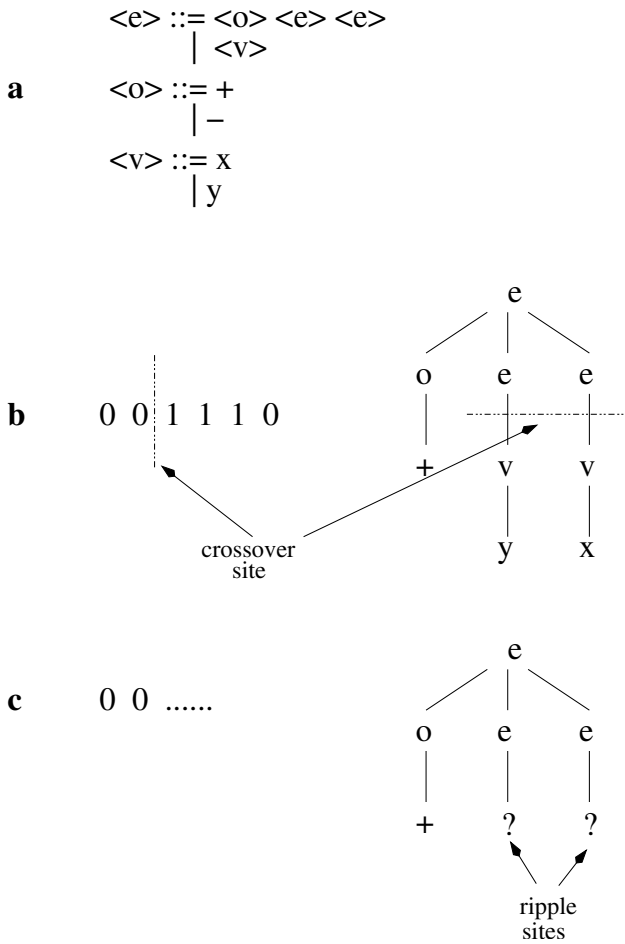 <e> ::= <o> <e> <e>
| <v>
a <o> ::= +
| –
<v> ::= x
| y
e
o e e
b 0 0 1 1 1 0
+ v v
crossover
site
y x
e
c 0 0 ......
o e e
+ ? ?
ripple
sites